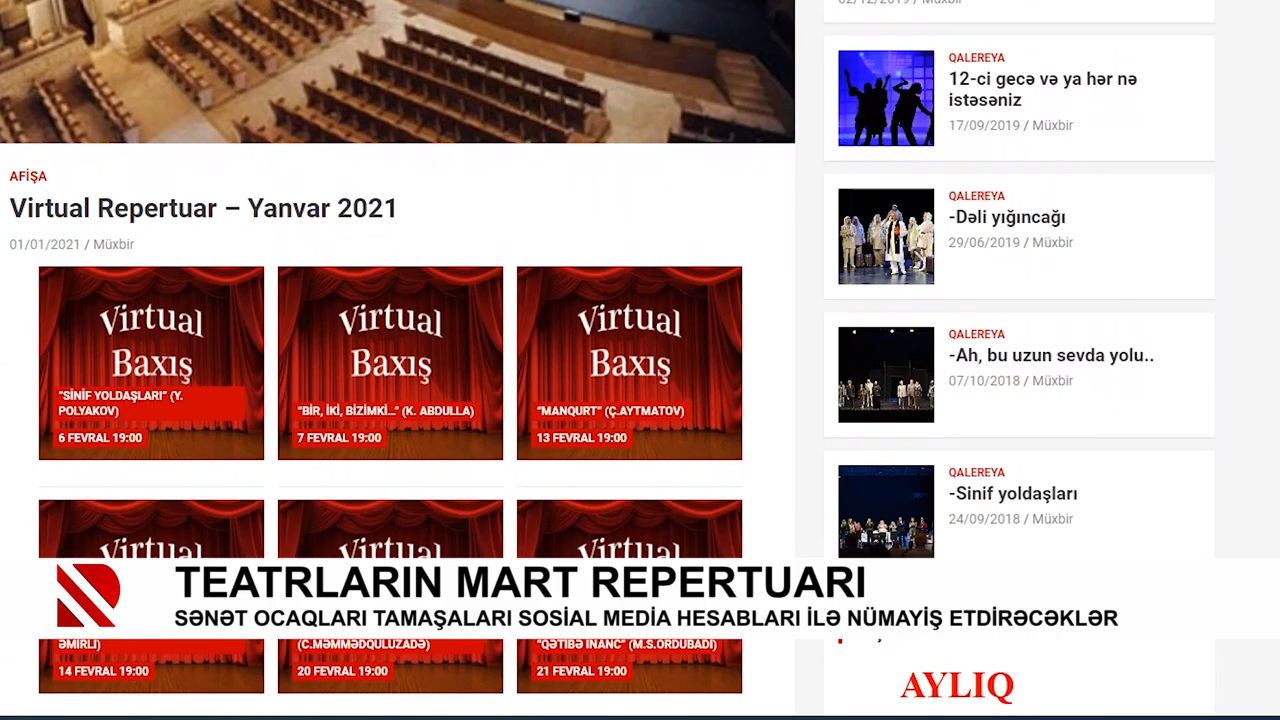 AFİŞA
Virtual Repertuar – Yanvar 2021
01/01/2021 / Müxbir
Virtual
Baxış
“SİNİF YOLDAŞLARI” (Y.
POLYAKOV)
6 FEVRAL 19:00
Virtual
Baxış
“BİR, İKİ, BİZİMKİ...” (K. ABDULLA)
7 FEVRAL 19:00
Virtual
Baxış
“MANQURT” (Ç.AYTMATOV)
13 FEVRAL 19:00
Virtual
ƏMİRLİ)
14 FEVRAL 19:00
Virtual
(C.MƏMMƏDQULUZADƏ)
20 FEVRAL 19:00
Virtual
“QƏTİBƏ İNANC” (M.S.ORDUBADİ)
21 FEVRAL 19:00
02/12/2019 / Müxbir
QALEREYA
12-ci gecə və ya hər nə
istəsəniz
17/09/2019 / Müxbir
QALEREYA
-Dəli yığıncağı
29/06/2019 / Müxbir
QALEREYA
-Ah, bu uzun sevda yolu..
07/10/2018 / Müxbir
QALEREYA
-Sinif yoldaşları
24/09/2018 / Müxbir
AYLIQ
TEATRLARIN MART REPERTUARI
SƏNƏT OCAQLARI TAMAŞALARI SOSİAL MEDİA HESABLARI İLƏ NÜMAYİŞ ETDİRƏCƏKLƏR